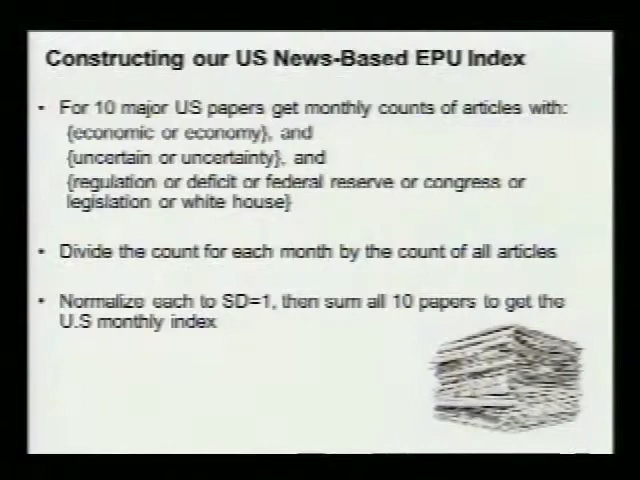 Constructing our US News-Based EPU Index
• For 10 major US papers get monthly counts of articles with:
{economic or economy}, and
{uncertain or uncertainty}, and
{regulation or deficit or federal reserve or congress or
legislation or white house}
• Divide the count for each month by the count of all articles
• Normalize each to SD=1, then sum all 10 papers to get the
U.S monthly index